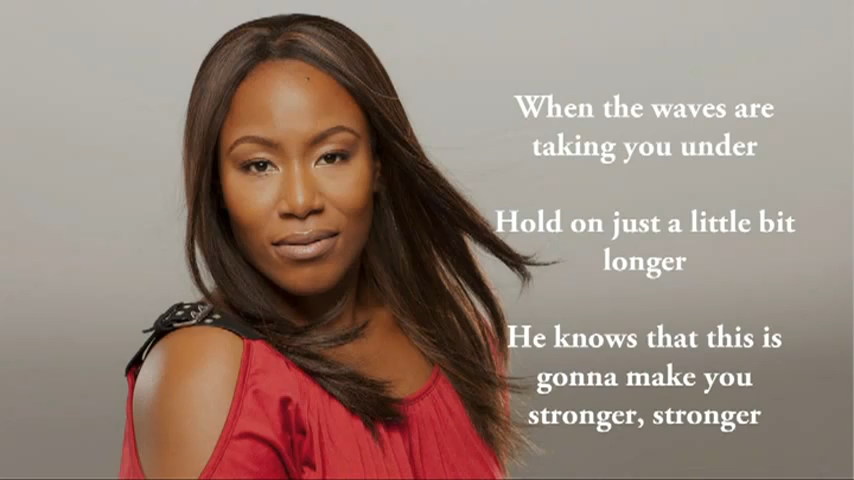 When the waves are
taking you under
Hold on just a little bit
longer
He knows that this is
gonna make you
stronger, stronger